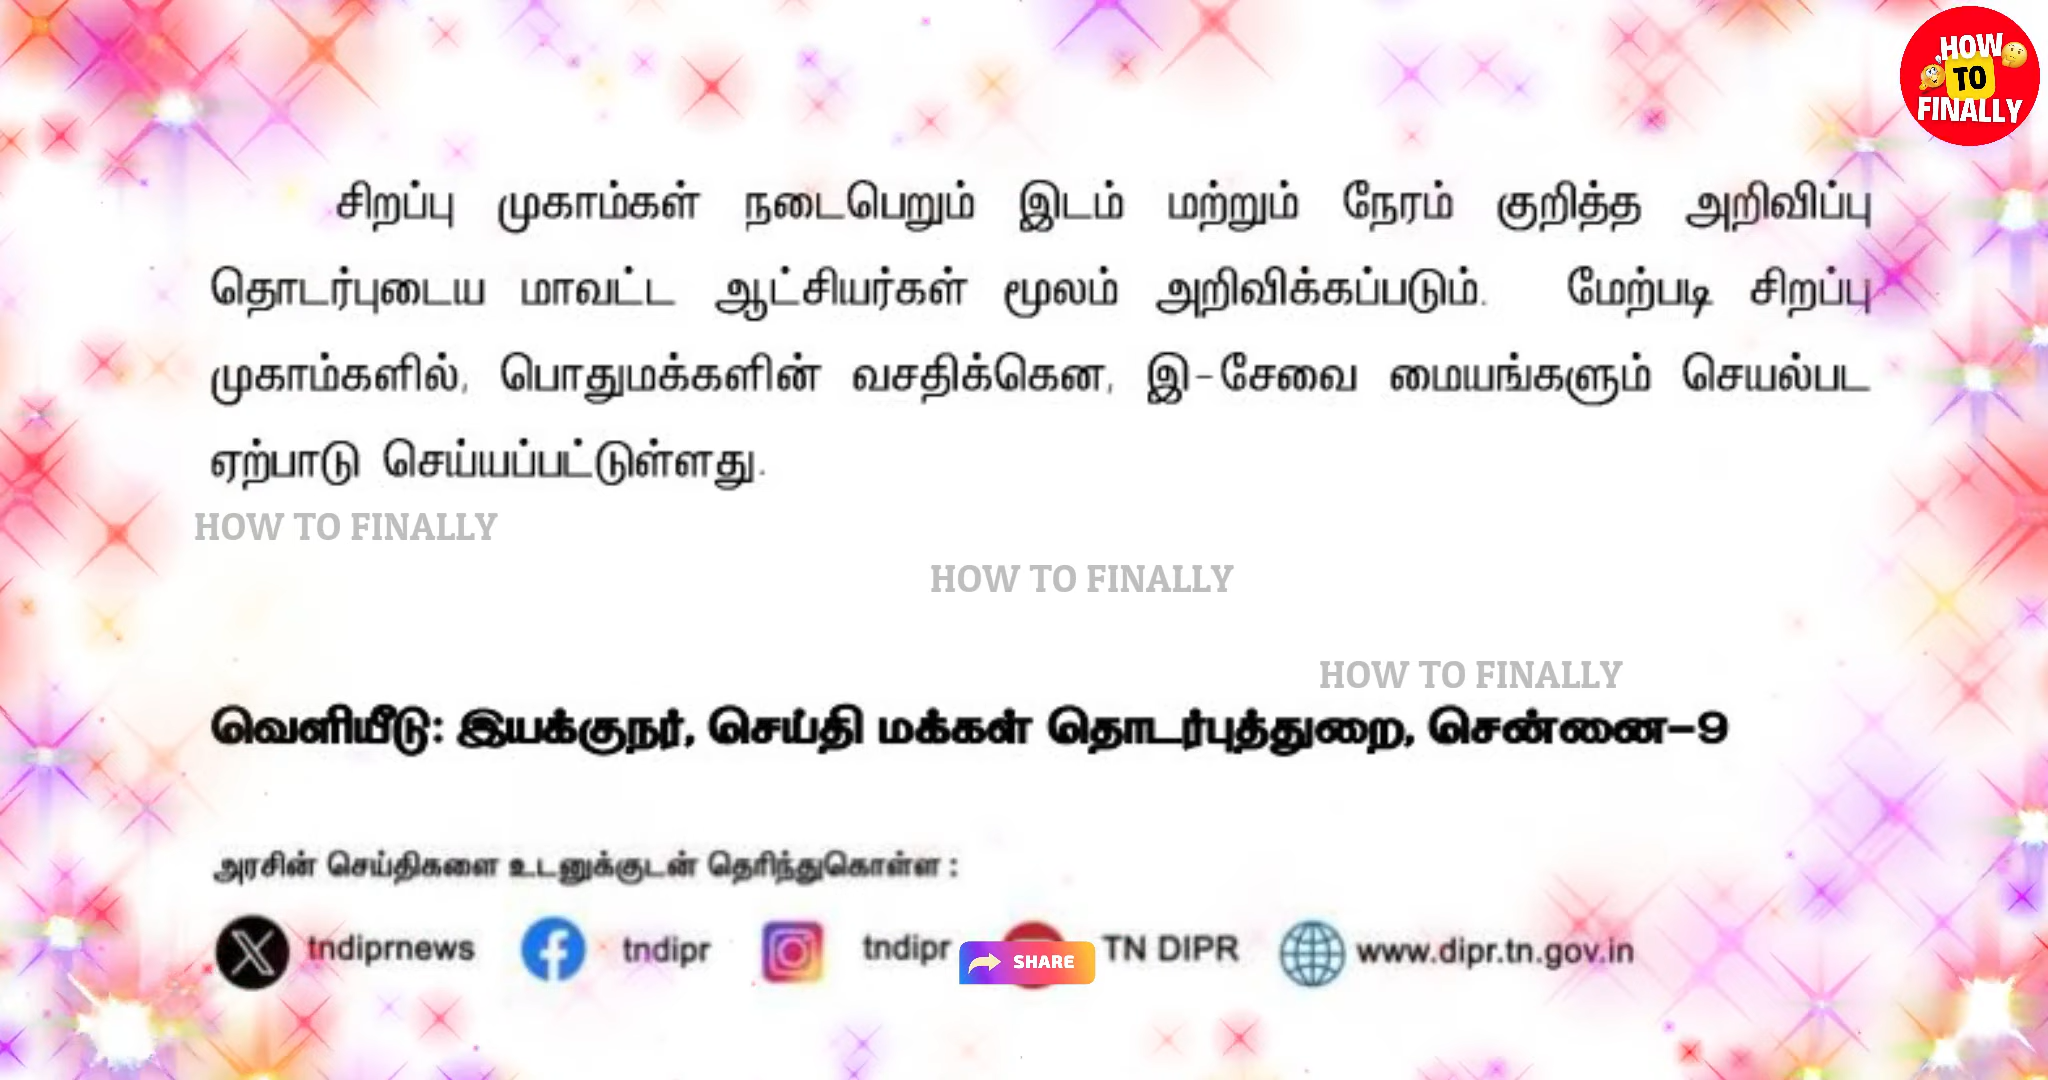 HOW
TO
FINALLY
சிறப்பு முகாம்கள் நடைபெறும் இடம் மற்றும் நேரம் குறித்த அறிவிப்பு
தொடர்புடைய மாவட்ட ஆட்சியர்கள் மூலம் அறிவிக்கப்படும். மேற்படி சிறப்பு
முகாம்களில், பொதுமக்களின் வசதிக்கென, இ-சேவை மையங்களும் செயல்பட
ஏற்பாடு செய்யப்பட்டுள்ளது.
HOW TO FINALLY
HOW TO FINALLY
HOW TO FINALLY
வெளியீடு: இயக்குநர், செய்தி மக்கள் தொடர்புத்துறை, சென்னை-9
அரசின் செய்திகளை உடனுக்குடன் தெரிந்துகொள்ள :
tndiprnews tndipr tndipr SHARE TN DIPR www.dipr.tn.gov.in